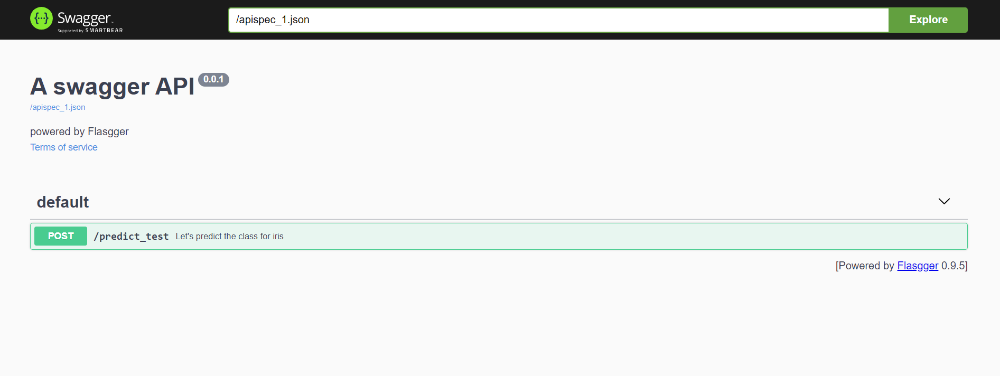 {···} Swagger™
Supported by SMARTBEAR
/apispec_1.json
Explore
A swagger API 0.0.1
/apispec_1.json
powered by Flasgger
Terms of service
default
POST /predict_test Let's predict the class for iris
[Powered by Flasgger 0.9.5]